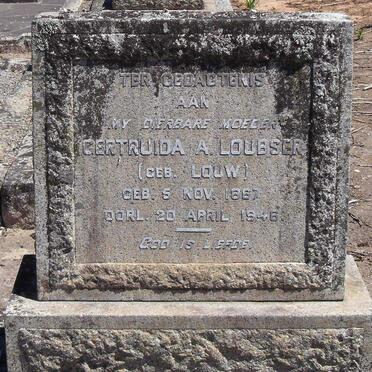 TER GEDAGTENIS
AAN
MY DIERBARE MOEDER
GERTRUIDA A. LOUBSER
(GEB. LOUW)
GEB. 5 NOV. 1867
OORL. 20 APRIL 1946
GOD IS LIEFDE.